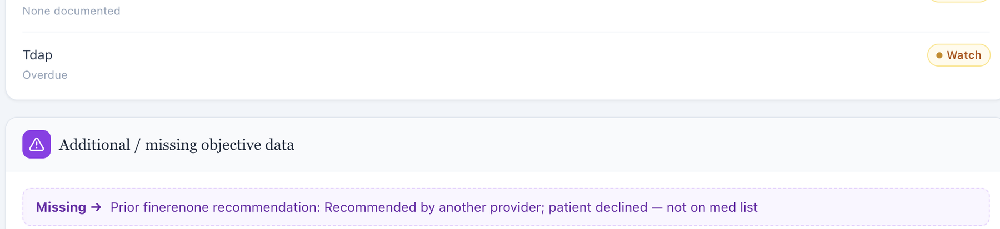 None documented
Tdap
Watch
Overdue
Additional / missing objective data
Missing → Prior finerenone recommendation: Recommended by another provider; patient declined — not on med list